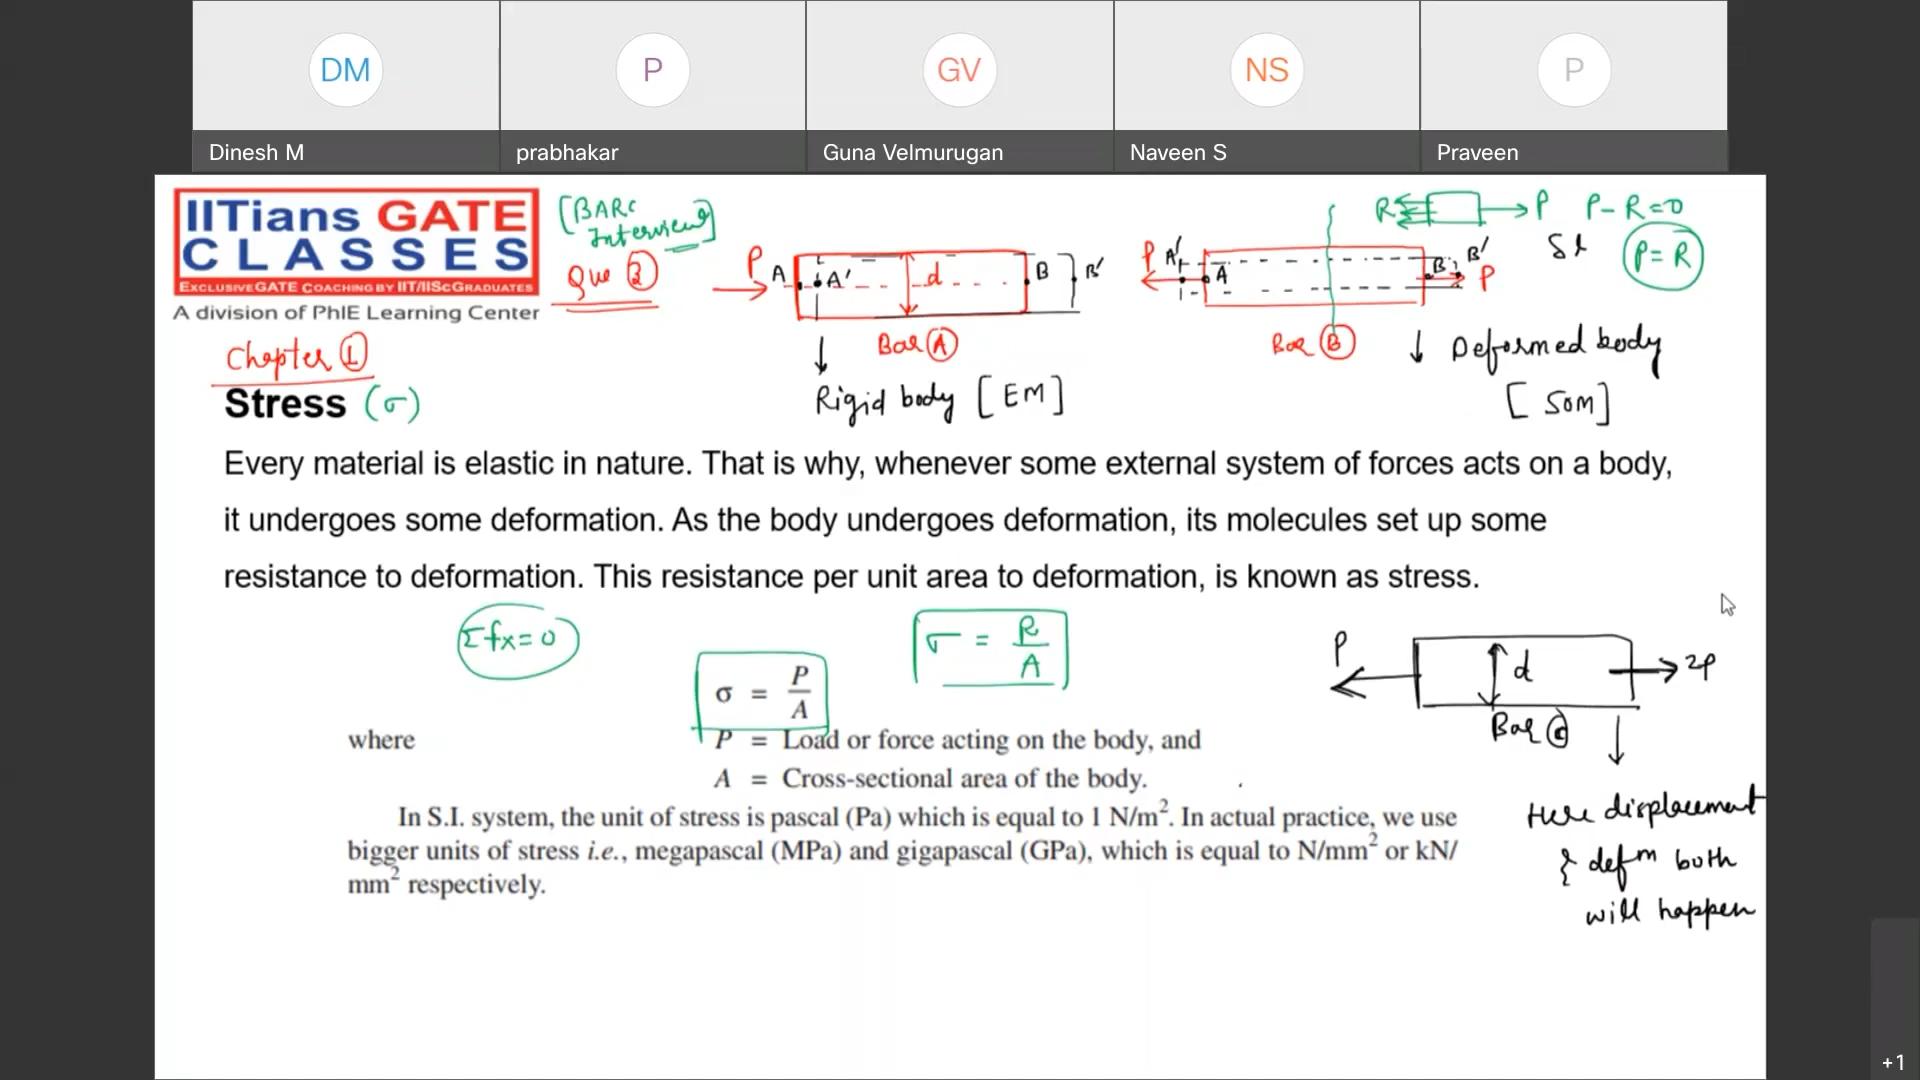 DM
P
GV
NS
P
Dinesh M
prabhakar
Guna Velmurugan
Naveen S
Praveen
IITians GATE
CLASSES
EXCLUSIVE GATE COACHING BY IIT/IISC GRADUATES
A division of PhIE Learning Center
[BARC
Interview]
Que 2
P A A' d B B'
Bar A
Rigid body [EM]
P A' A B B' P
Bar B
R P P-R=0
P=R
Deformed body
[SOM]
Chapter 1
Stress (σ)
Every material is elastic in nature. That is why, whenever some external system of forces acts on a body,
it undergoes some deformation. As the body undergoes deformation, its molecules set up some
resistance to deformation. This resistance per unit area to deformation, is known as stress.
Σfx=0
σ = P/A
σ = R/A
P d 2P
Bar C
where P = Load or force acting on the body, and
A = Cross-sectional area of the body.
In S.I. system, the unit of stress is pascal (Pa) which is equal to 1 N/m². In actual practice, we use
bigger units of stress i.e., megapascal (MPa) and gigapascal (GPa), which is equal to N/mm² or kN/
mm² respectively.
Here displacement
& defm both
will happen
+1